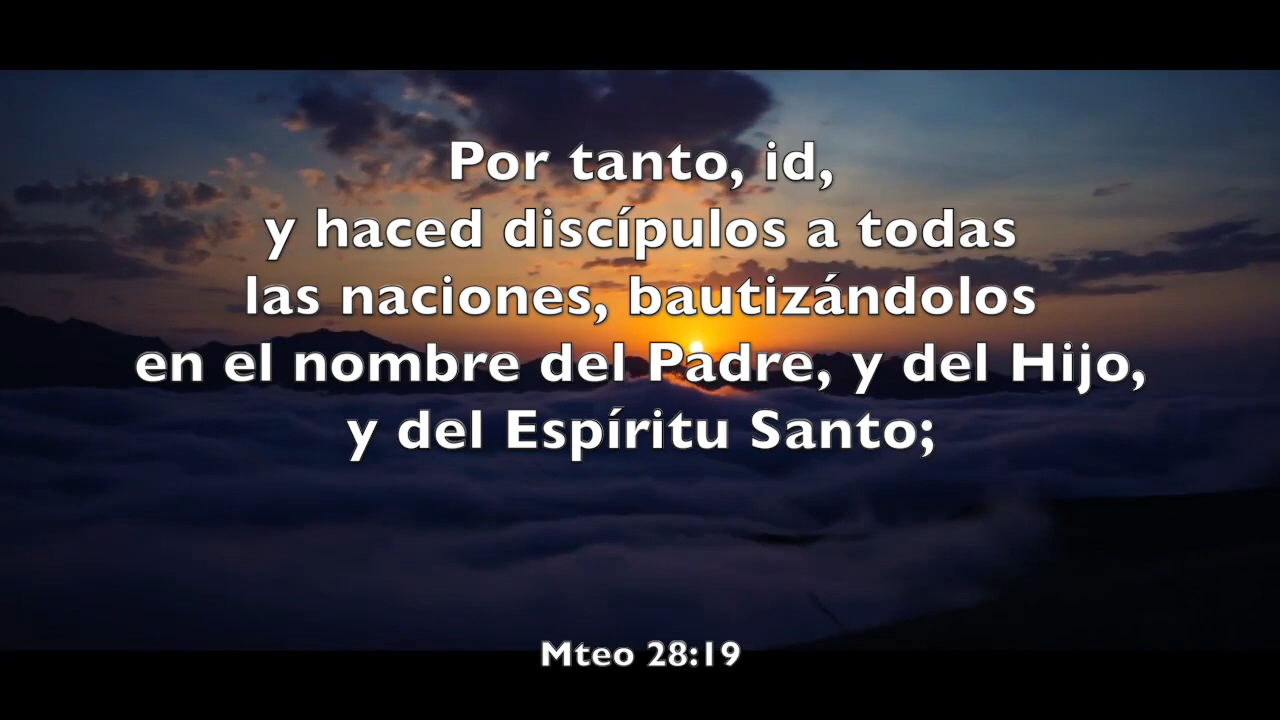 Por tanto, id,
y haced discípulos a todas
las naciones, bautizándolos
en el nombre del Padre, y del Hijo,
y del Espíritu Santo;
Mteo 28:19